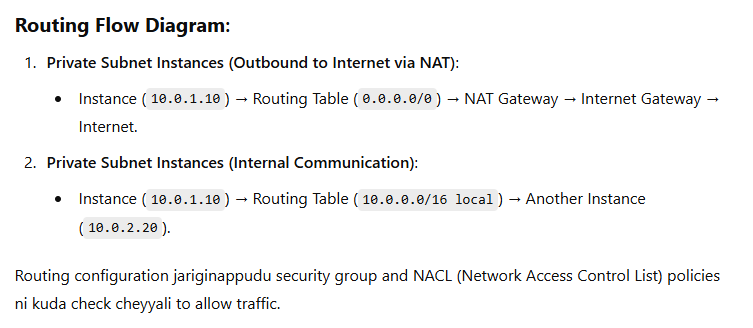 Routing Flow Diagram:
1. Private Subnet Instances (Outbound to Internet via NAT):
• Instance ( 10.0.1.10 ) → Routing Table ( 0.0.0.0/0 ) → NAT Gateway → Internet Gateway →
Internet.
2. Private Subnet Instances (Internal Communication):
• Instance ( 10.0.1.10 ) → Routing Table ( 10.0.0.0/16 local ) → Another Instance
( 10.0.2.20 ).
Routing configuration jariginappudu security group and NACL (Network Access Control List) policies
ni kuda check cheyyali to allow traffic.